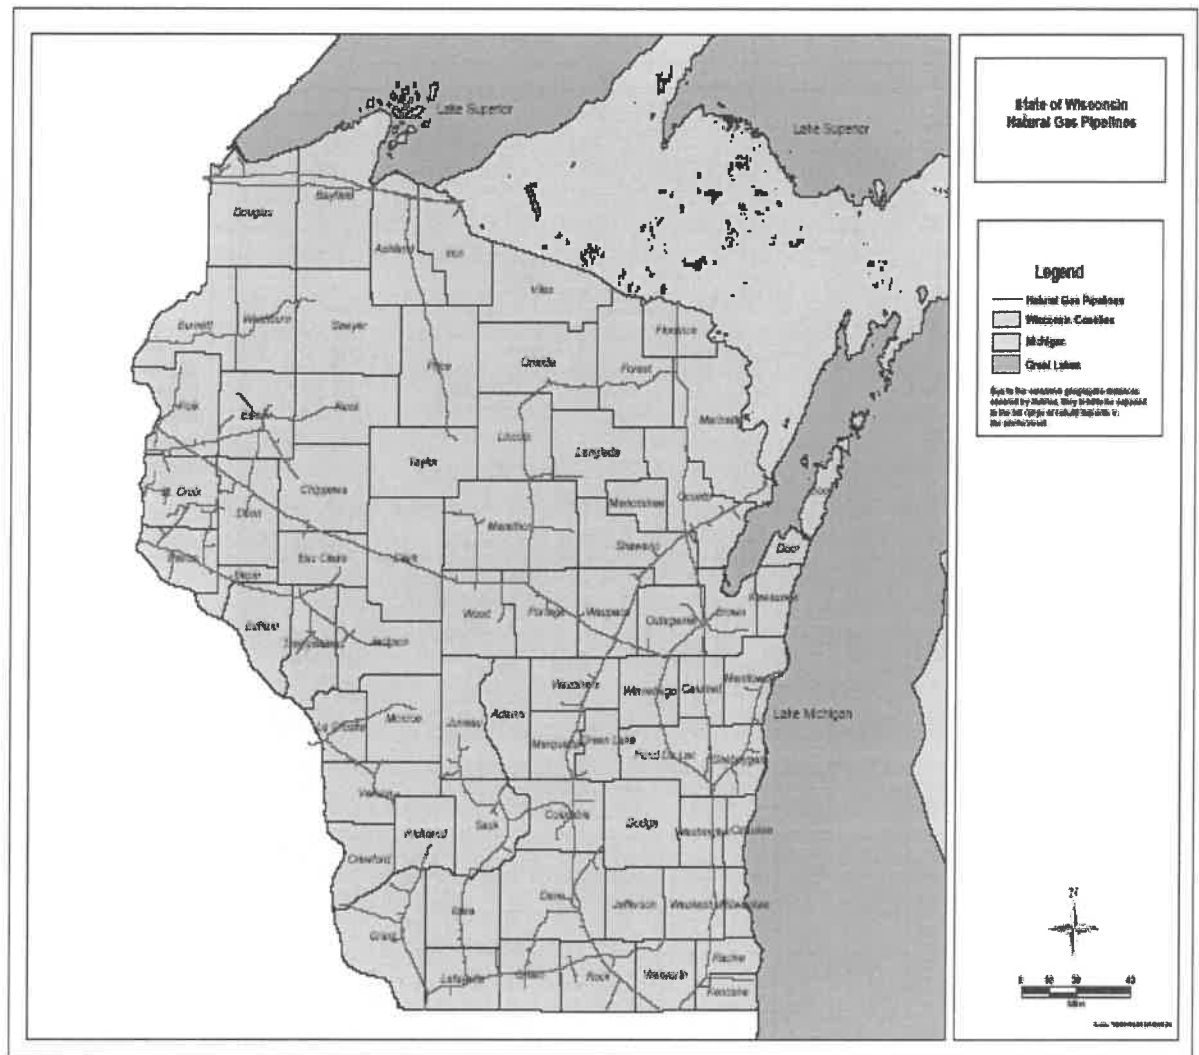 State of Wisconsin
Natural Gas Pipelines
Legend
Natural Gas Pipelines
Wisconsin Counties
Michigan
Great Lakes
N
Miles
Lake Superior
Lake Superior
Lake Michigan
Douglas
Bayfield
Ashland
Iron
Vilas
Burnett
Washburn
Sawyer
Florence
Price
Oneida
Forest
Polk
Rusk
Marinette
Lincoln
Taylor
Langlade
Chippewa
Croix
Dunn
Menominee
Oconto
Marathon
Door
Shawano
Door
Pierce
Eau Claire
Clark
Pepin
Wood
Portage
Waupaca
Outagamie
Brown
Kewaunee
Buffalo
Trempealeau
Jackson
Waushara
Winnebago
Calumet
Manitowoc
La Crosse
Monroe
Juneau
Adams
Marquette
Green Lake
Fond Du Lac
Sheboygan
Vernon
Richland
Sauk
Columbia
Dodge
Washington
Ozaukee
Crawford
Dane
Jefferson
Waukesha
Milwaukee
Iowa
Grant
Lafayette
Green
Rock
Walworth
Racine
Kenosha